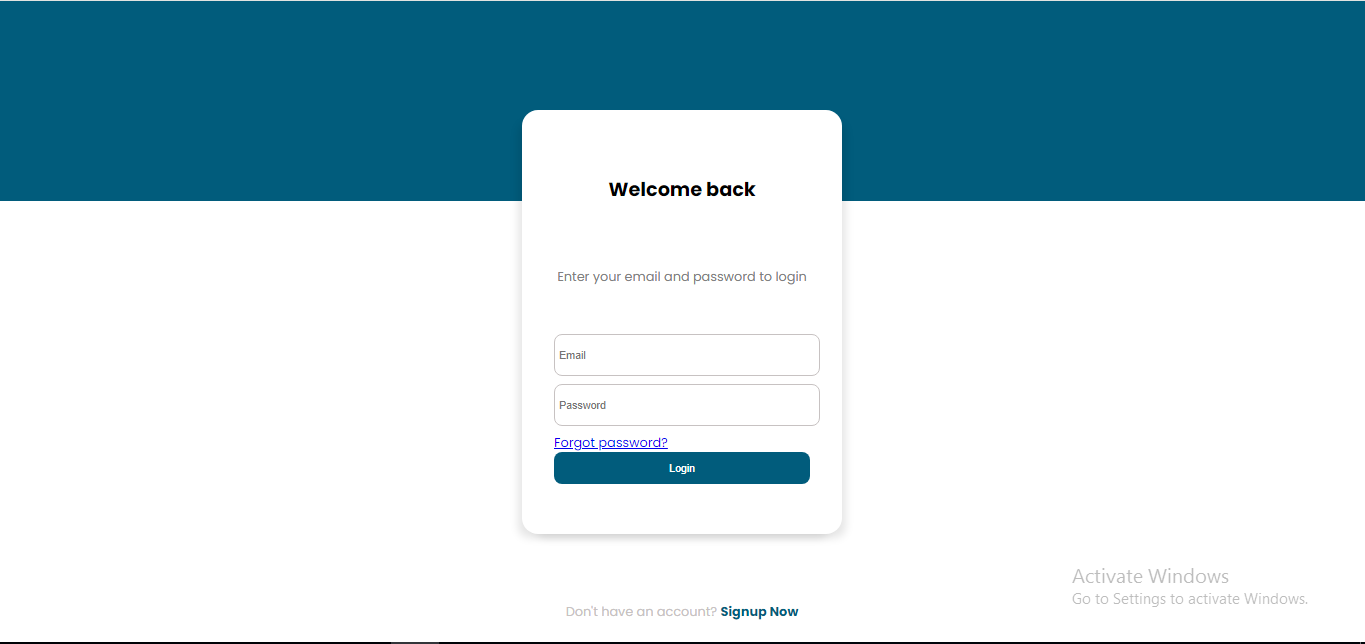 Welcome back
Enter your email and password to login
Email
Password
Forgot password?
Login
Don't have an account? Signup Now
Activate Windows
Go to Settings to activate Windows.